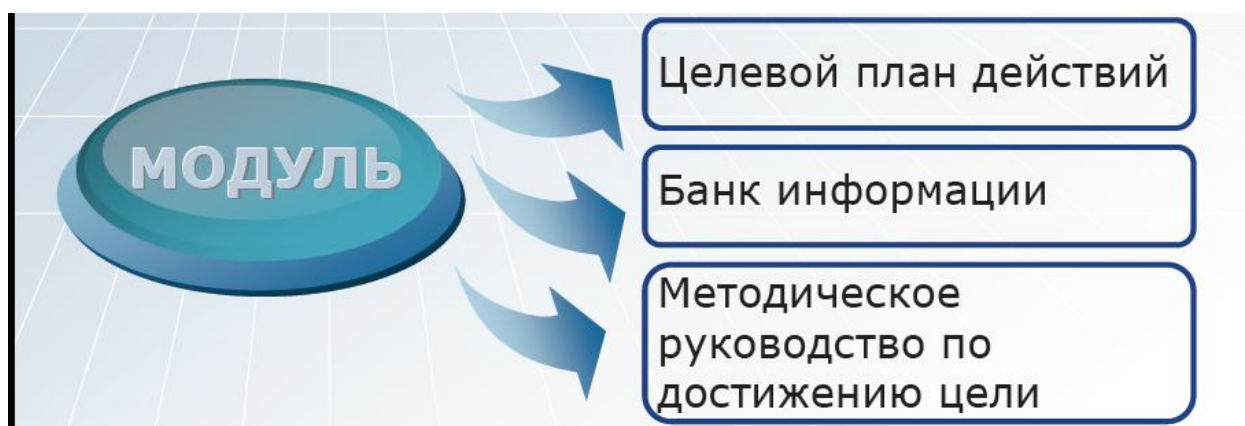 МОДУЛЬ
Целевой план действий
Банк информации
Методическое
руководство по
достижению цели